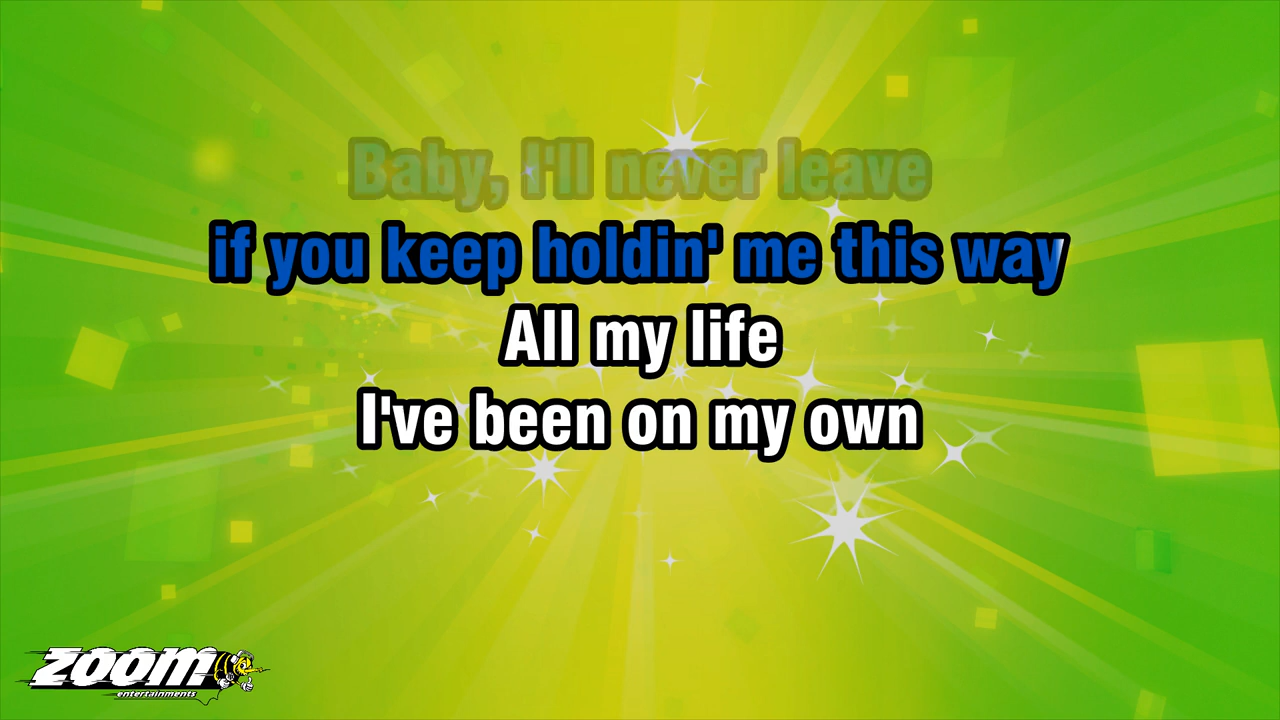 Baby, I'll never leave
if you keep holdin' me this way
All my life
I've been on my own
zoom
entertainments